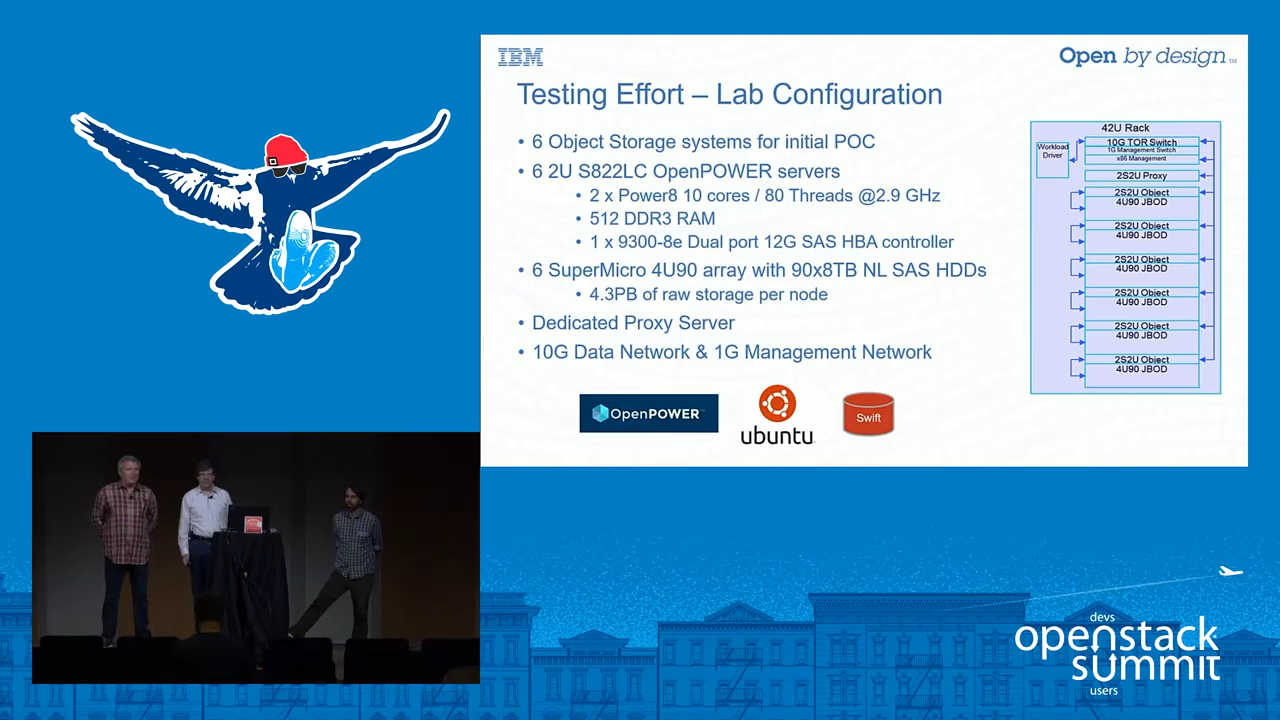 IBM
Open by design™
Testing Effort – Lab Configuration
• 6 Object Storage systems for initial POC
• 6 2U S822LC OpenPOWER servers
• 2 x Power8 10 cores / 80 Threads @2.9 GHz
• 512 DDR3 RAM
• 1 x 9300-8e Dual port 12G SAS HBA controller
• 6 SuperMicro 4U90 array with 90x8TB NL SAS HDDs
• 4.3PB of raw storage per node
• Dedicated Proxy Server
• 10G Data Network & 1G Management Network
42U Rack
Workload
Driver
10G TOR Switch
1G Management Switch
x86 Management
2S2U Proxy
2S2U Object
4U90 JBOD
2S2U Object
4U90 JBOD
2S2U Object
4U90 JBOD
2S2U Object
4U90 JBOD
2S2U Object
4U90 JBOD
2S2U Object
4U90 JBOD
OpenPOWER™
ubuntu
Swift
devs
openstack
summit
users